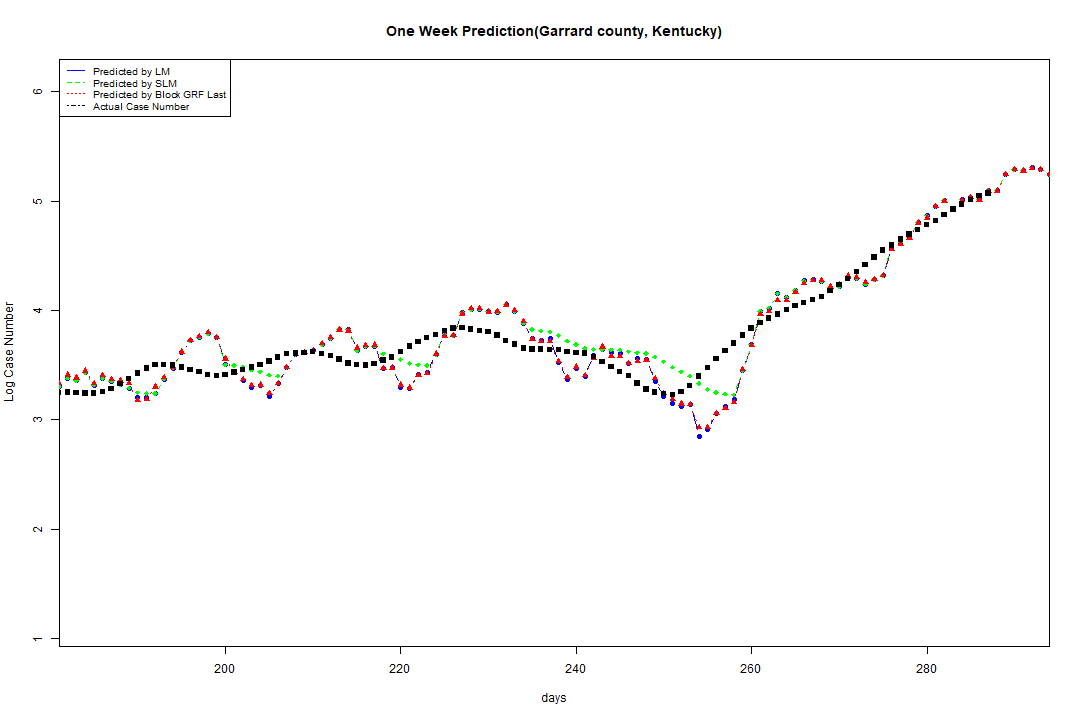 One Week Prediction(Garrard county, Kentucky)
Predicted by LM
Predicted by SLM
Predicted by Block GRF Last
Actual Case Number
Log Case Number
6
5
4
3
2
1
200 220 240 260 280
days